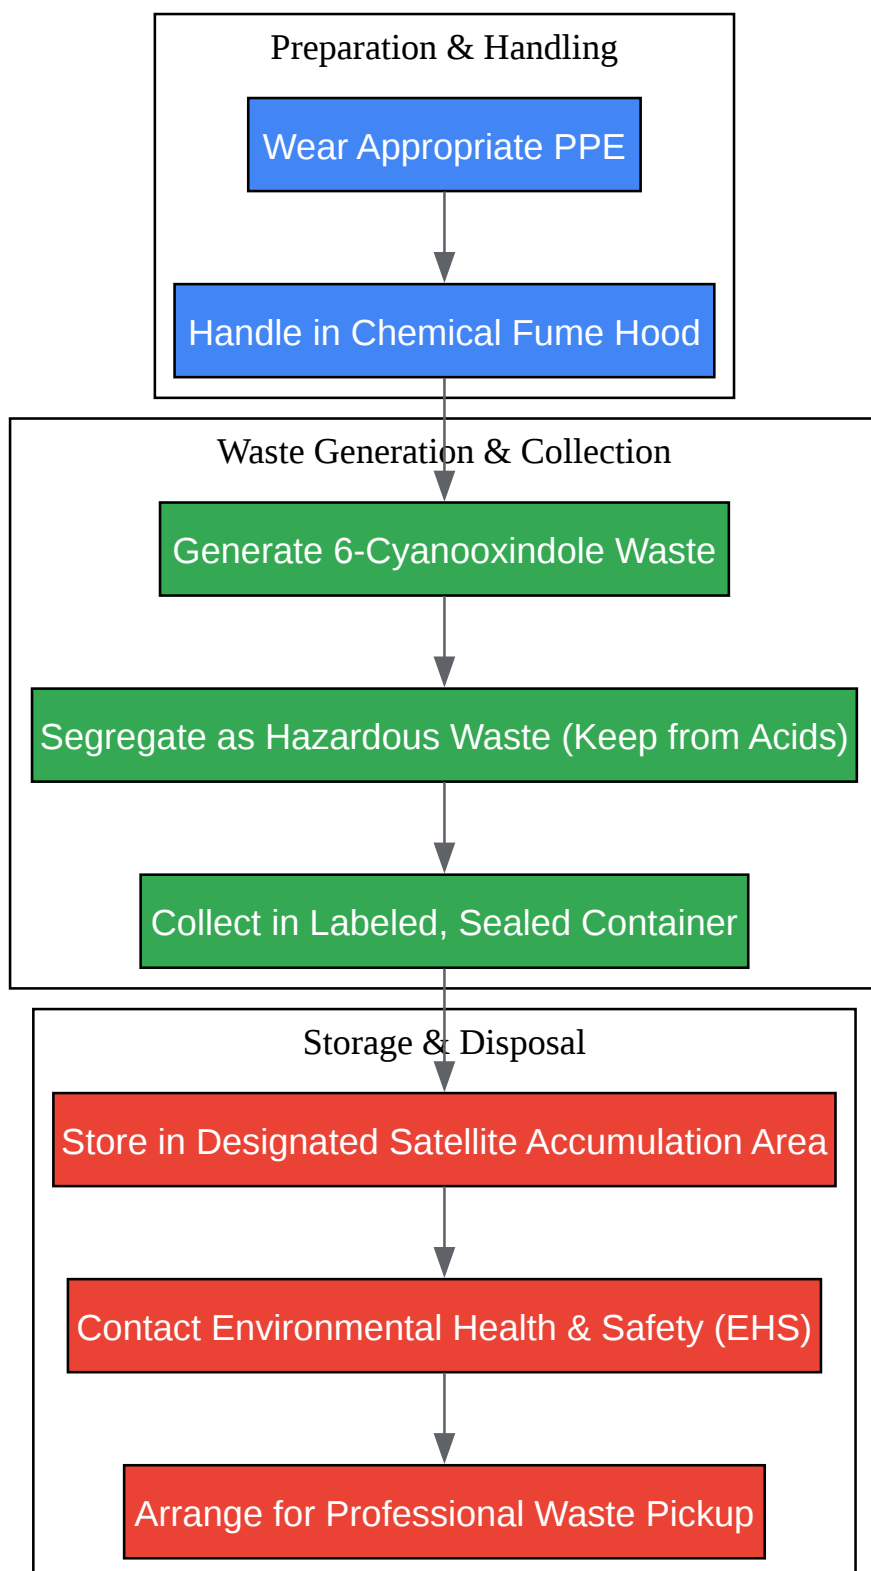 Preparation & Handling
Wear Appropriate PPE
Handle in Chemical Fume Hood
Waste Generation & Collection
Generate 6-Cyanooxindole Waste
Segregate as Hazardous Waste (Keep from Acids)
Collect in Labeled, Sealed Container
Storage & Disposal
Store in Designated Satellite Accumulation Area
Contact Environmental Health & Safety (EHS)
Arrange for Professional Waste Pickup